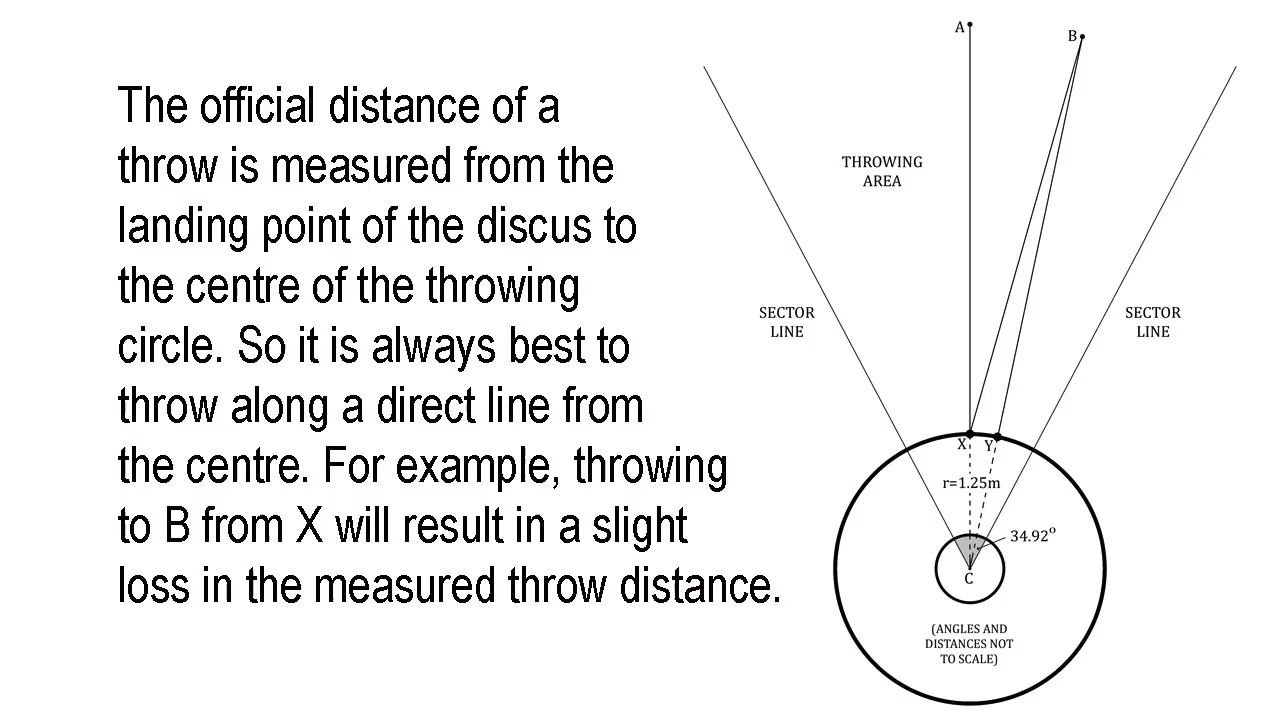 The official distance of a
throw is measured from the
landing point of the discus to
the centre of the throwing
circle. So it is always best to
throw along a direct line from
the centre. For example, throwing
to B from X will result in a slight
loss in the measured throw distance.
A
B
THROWING
AREA
SECTOR
LINE
SECTOR
LINE
X
Y
r=1.25m
34.92°
C
(ANGLES AND
DISTANCES NOT
TO SCALE)